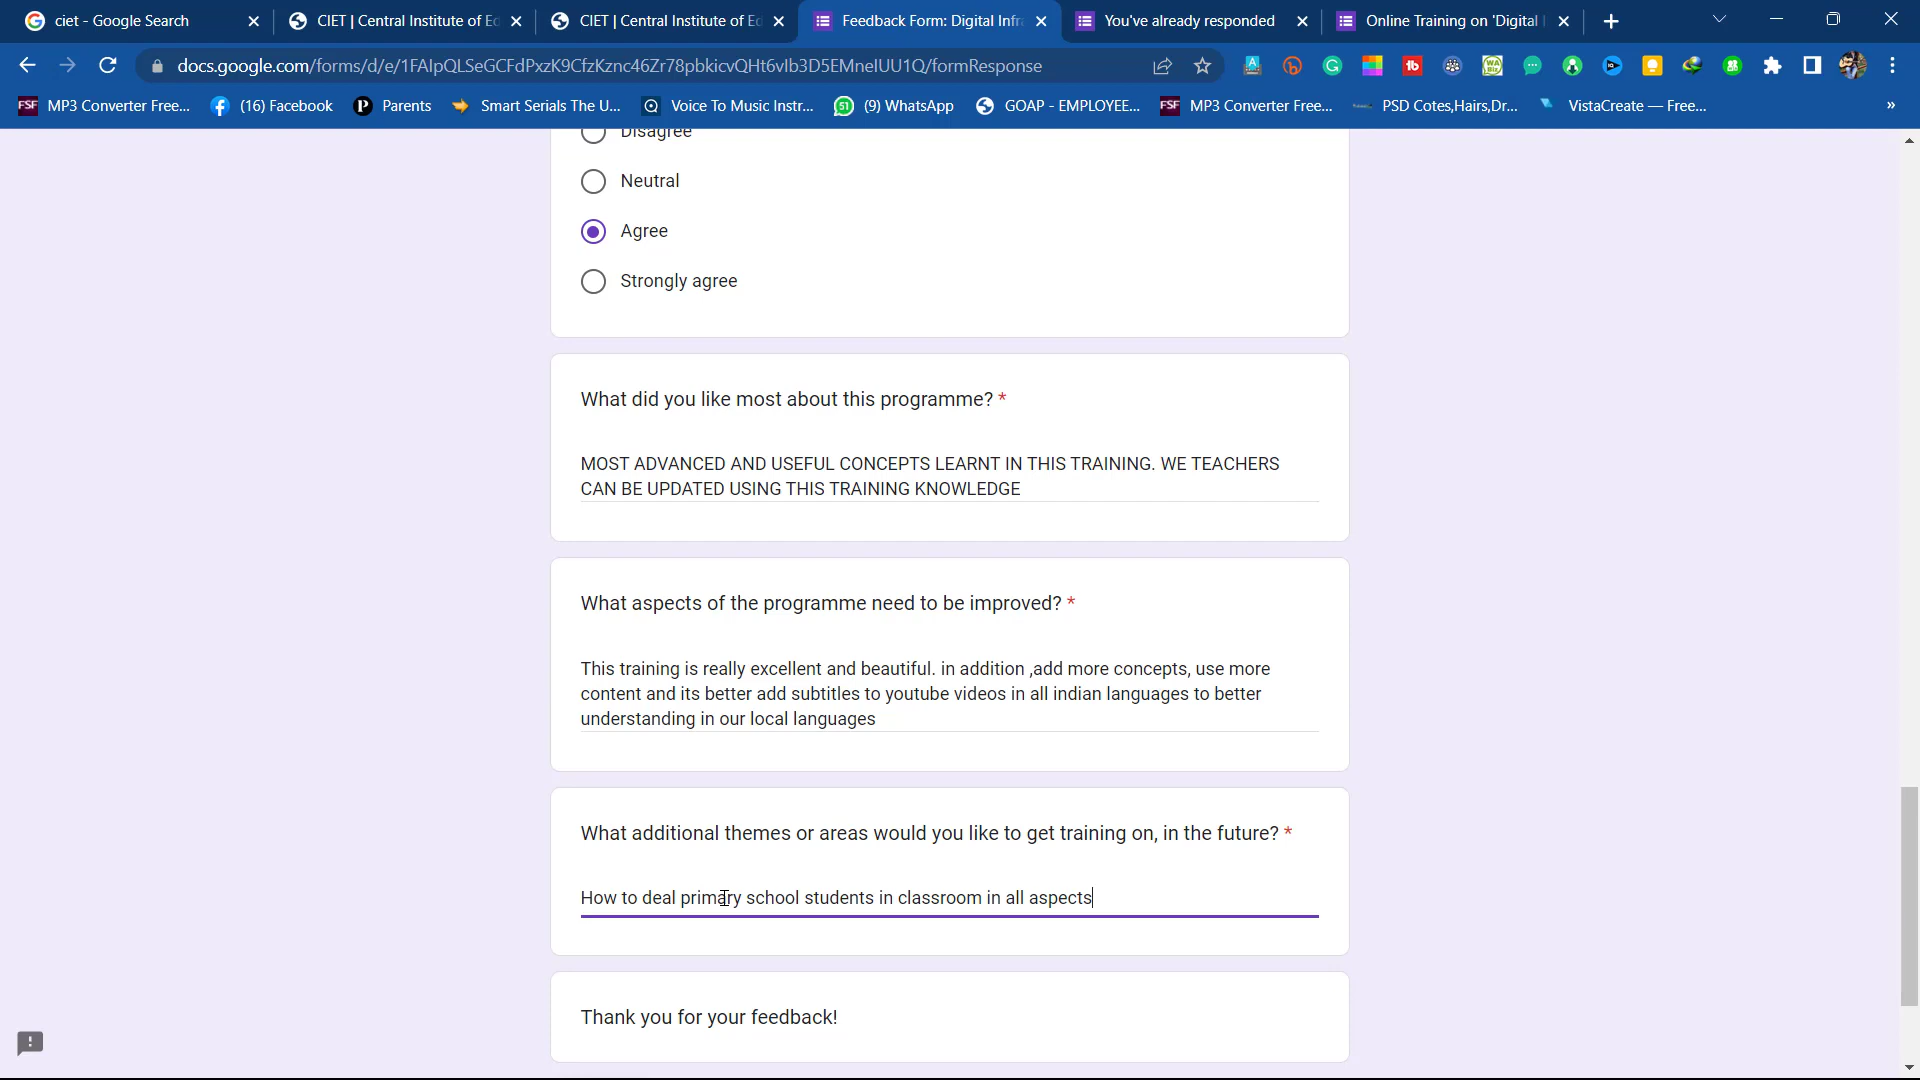 ciet - Google Search
CIET | Central Institute of Ed
CIET | Central Institute of Ed
Feedback Form: Digital Infr
You've already responded
Online Training on 'Digital
docs.google.com/forms/d/e/1FAIpQLSeGCFdPxzK9CfzKznc46Zr78pbkicvQHt6vIb3D5EMneIUU1Q/formResponse
MP3 Converter Free...
(16) Facebook
Parents
Smart Serials The U...
Voice To Music Instr...
(9) WhatsApp
GOAP - EMPLOYEE...
MP3 Converter Free...
PSD Cotes,Hairs,Dr...
VistaCreate — Free...
Disagree
Neutral
Agree
Strongly agree
What did you like most about this programme? *
MOST ADVANCED AND USEFUL CONCEPTS LEARNT IN THIS TRAINING. WE TEACHERS
CAN BE UPDATED USING THIS TRAINING KNOWLEDGE
What aspects of the programme need to be improved? *
This training is really excellent and beautiful. in addition ,add more concepts, use more
content and its better add subtitles to youtube videos in all indian languages to better
understanding in our local languages
What additional themes or areas would you like to get training on, in the future? *
How to deal primary school students in classroom in all aspects
Thank you for your feedback!